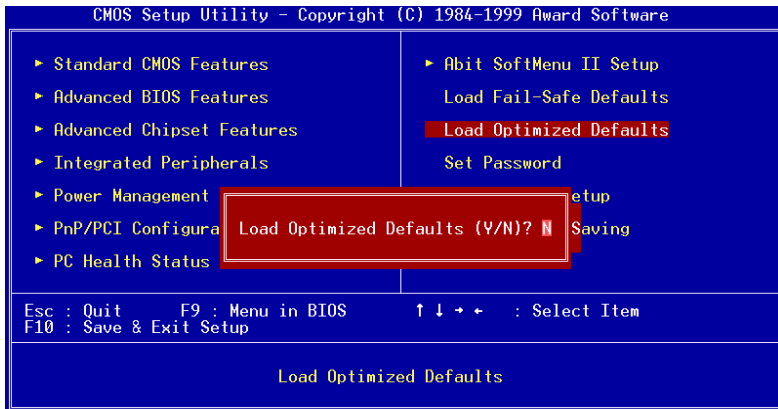 CMOS Setup Utility - Copyright (C) 1984-1999 Award Software
► Standard CMOS Features
► Advanced BIOS Features
► Advanced Chipset Features
► Integrated Peripherals
► Power Management
► PnP/PCI Configura
► PC Health Status
► Abit SoftMenu II Setup
Load Fail-Safe Defaults
Load Optimized Defaults
Set Password
etup
Saving
Load Optimized Defaults (Y/N)? N
Esc : Quit F9 : Menu in BIOS ↑ ↓ → ← : Select Item
F10 : Save & Exit Setup
Load Optimized Defaults